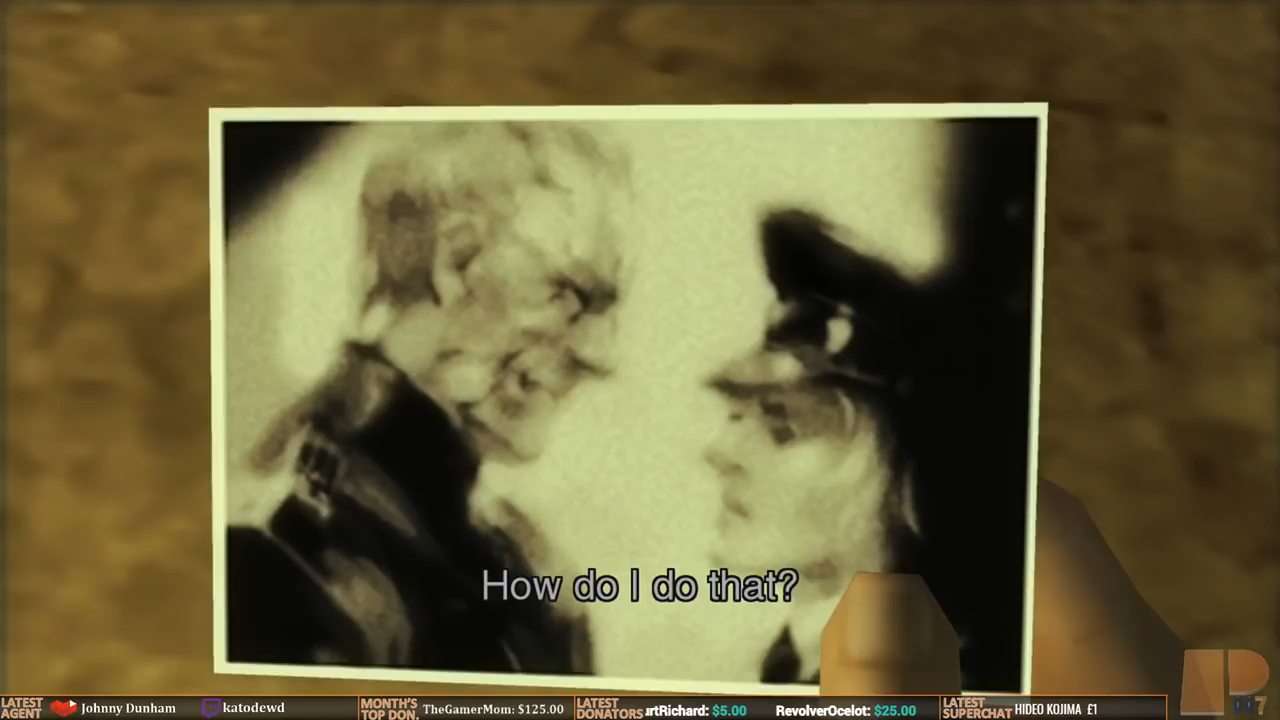 How do I do that?
LATEST AGENT
Johnny Dunham
katodewd
MONTH'S TOP DON.
TheGamerMom: $125.00
LATEST DONATORS
rtRichard: $5.00
RevolverOcelot: $25.00
LATEST SUPERCHAT
HIDEO KOJIMA £1